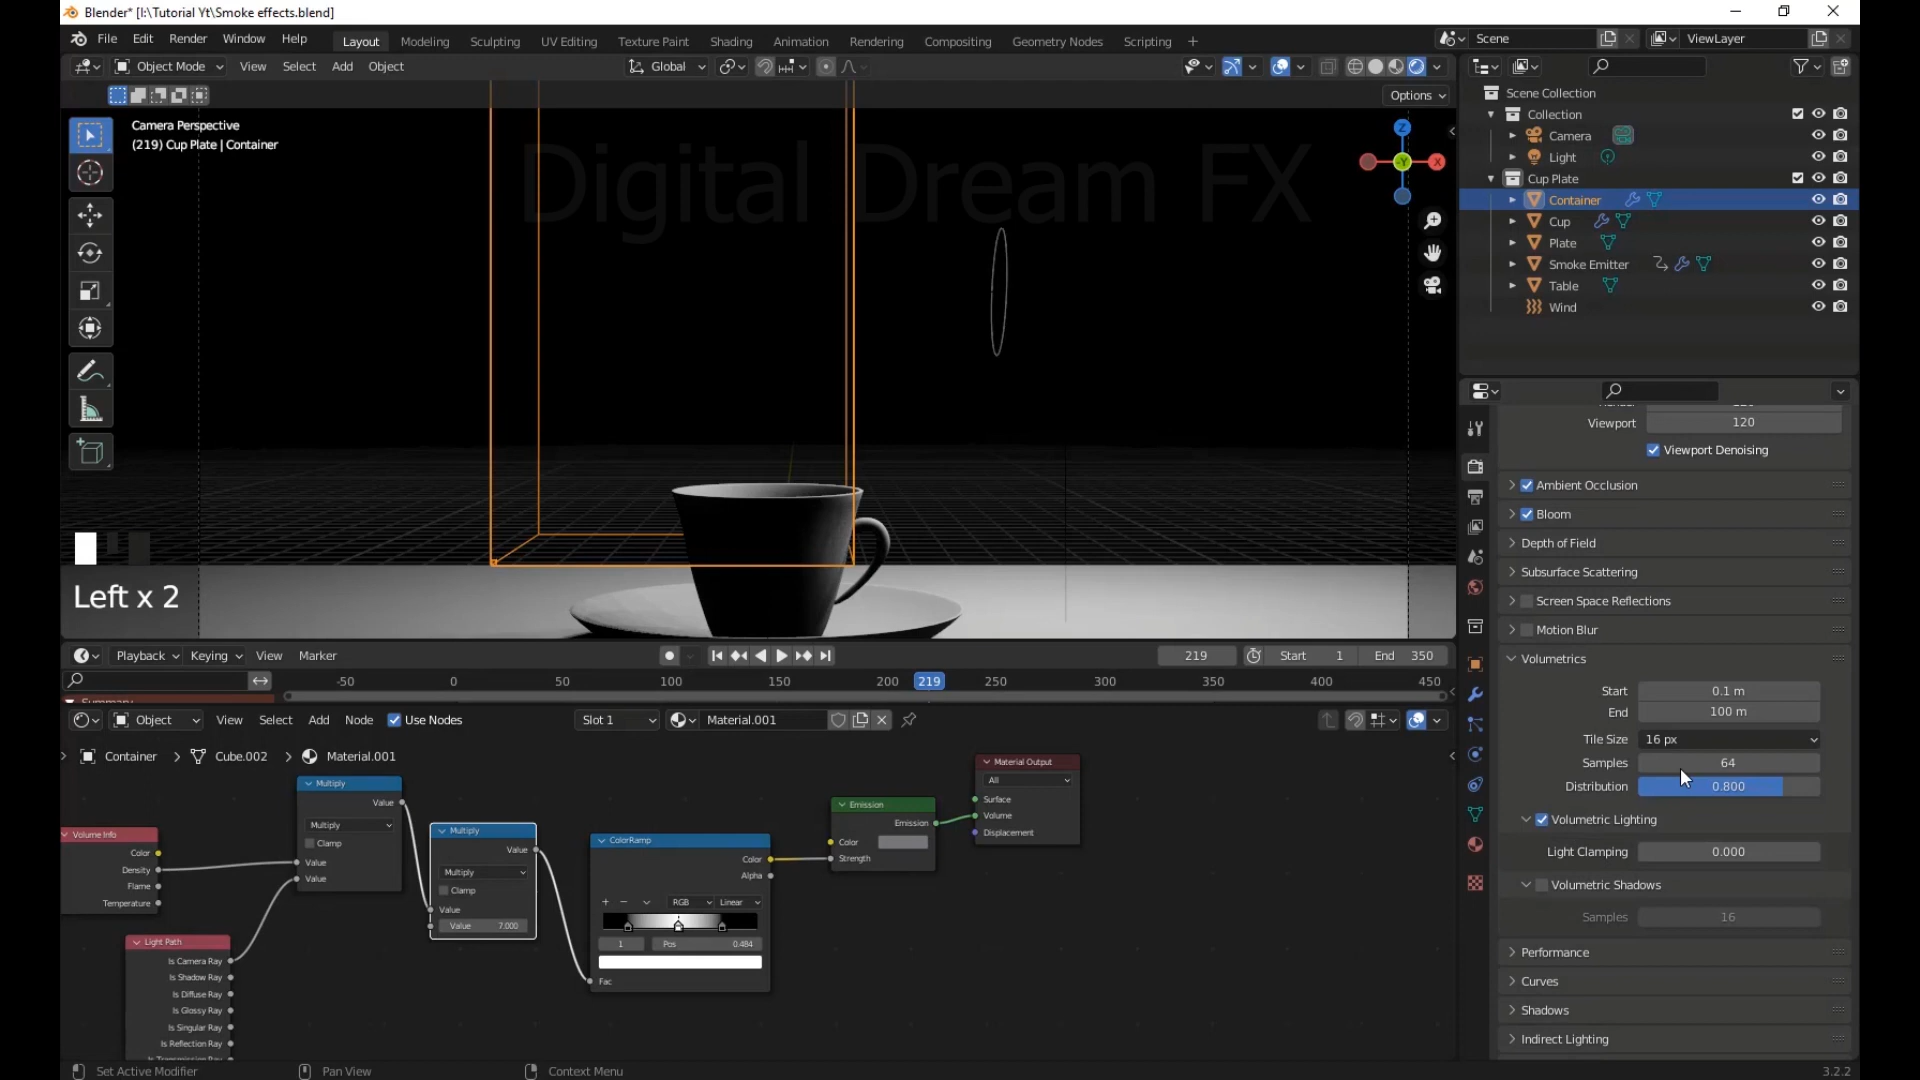 Blender* [I:\Tutorial Yt\Smoke effects.blend]
File Edit Render Window Help Layout Modeling Sculpting UV Editing Texture Paint Shading Animation Rendering Compositing Geometry Nodes Scripting + Scene ViewLayer
Object Mode View Select Add Object Global
Options
Camera Perspective
(219) Cup Plate | Container
Digital Dream FX
Z
-Y
X
Left x 2
Scene Collection
Collection
Camera
Light
Cup Plate
Container
Cup
Plate
Smoke Emitter
Table
Wind
Viewport 120
Viewport Denoising
Ambient Occlusion
Bloom
Depth of Field
Subsurface Scattering
Screen Space Reflections
Motion Blur
Volumetrics
Start 0.1 m
End 100 m
Tile Size 16 px
Samples 64
Distribution 0.800
Volumetric Lighting
Light Clamping 0.000
Volumetric Shadows
Samples 16
Performance
Curves
Shadows
Indirect Lighting
Playback Keying View Marker 219 Start 1 End 350
-50 0 50 100 150 200 219 250 300 350 400 450
Object View Select Add Node Use Nodes Slot 1 Material.001
Container > Cube.002 > Material.001
Volume Info
Color
Density
Flame
Temperature
Light Path
Is Camera Ray
Is Shadow Ray
Is Diffuse Ray
Is Glossy Ray
Is Singular Ray
Is Reflection Ray
Is Transmission Ray
Multiply
Value
Multiply
Clamp
Value
Value
Multiply
Value
Multiply
Clamp
Value
Value 7.000
ColorRamp
Color
Alpha
+ − RGB Linear
1 Pos 0.484
Fac
Emission
Emission
Color
Strength
Material Output
All
Surface
Volume
Displacement
Set Active Modifier Pan View Context Menu 3.2.2